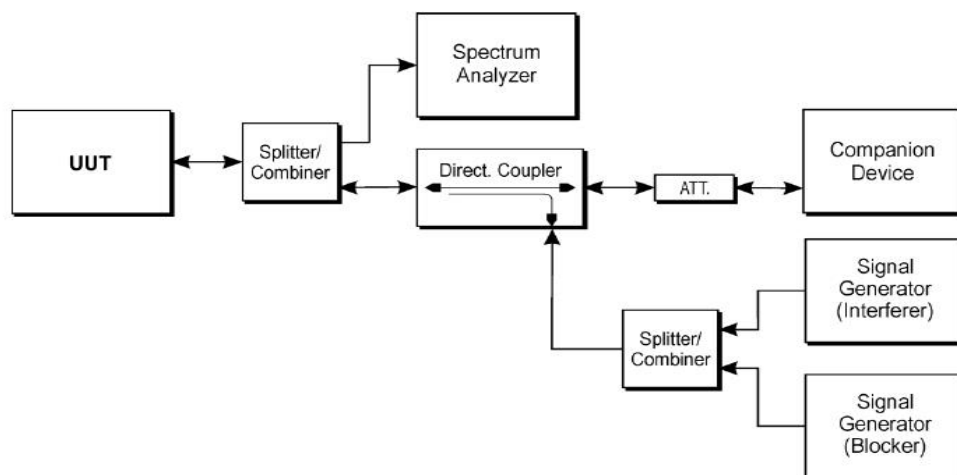 Spectrum
Analyzer
UUT
Splitter/
Combiner
Direct. Coupler
ATT.
Companion
Device
Signal
Generator
(Interferer)
Splitter/
Combiner
Signal
Generator
(Blocker)